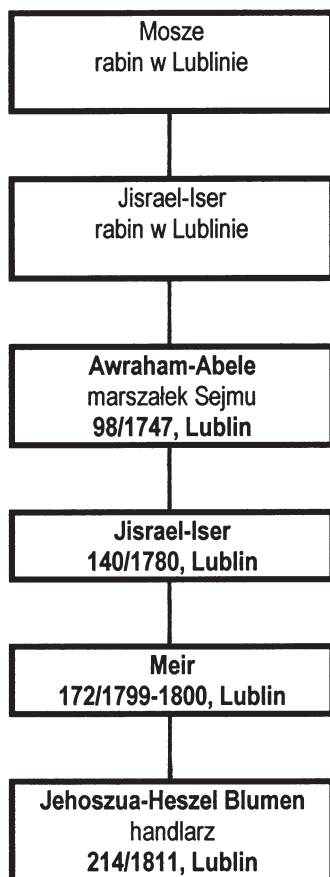 Mosze
rabin w Lublinie
Jisrael-Iser
rabin w Lublinie
Awraham-Abele
marszałek Sejmu
98/1747, Lublin
Jisrael-Iser
140/1780, Lublin
Meir
172/1799-1800, Lublin
Jehoszua-Heszel Blumen
handlarz
214/1811, Lublin